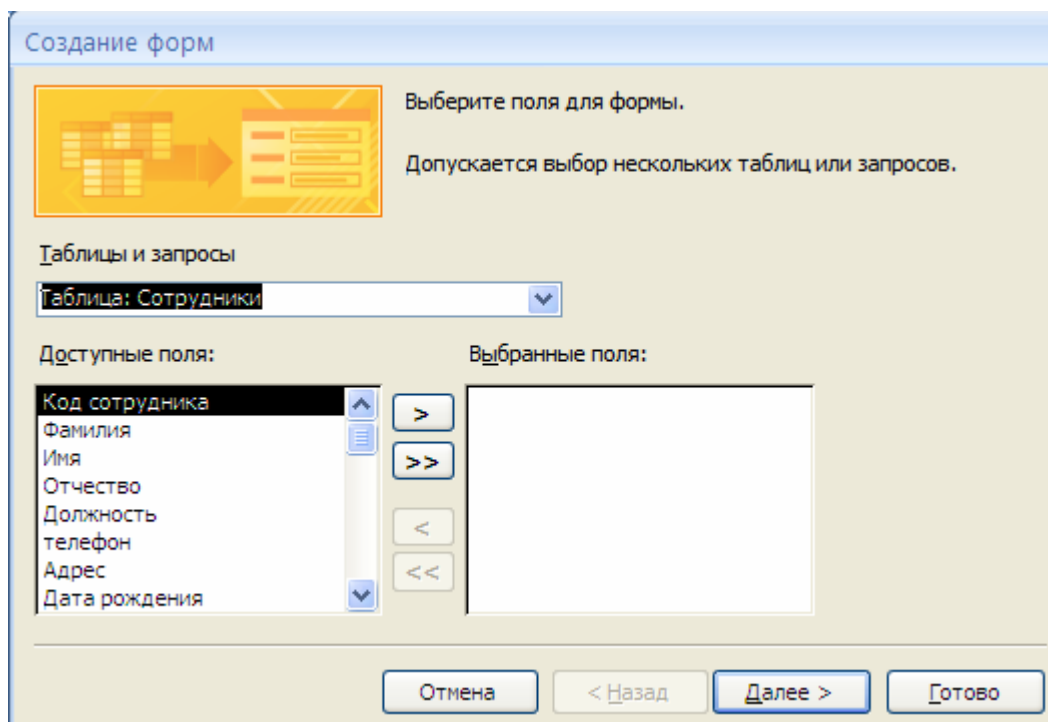 Создание форм
Выберите поля для формы.
Допускается выбор нескольких таблиц или запросов.
Таблицы и запросы
Таблица: Сотрудники
Доступные поля:
Выбранные поля:
Код сотрудника
Фамилия
Имя
Отчество
Должность
телефон
Адрес
Дата рождения
>
>>
<
<<
Отмена
< Назад
Далее >
Готово